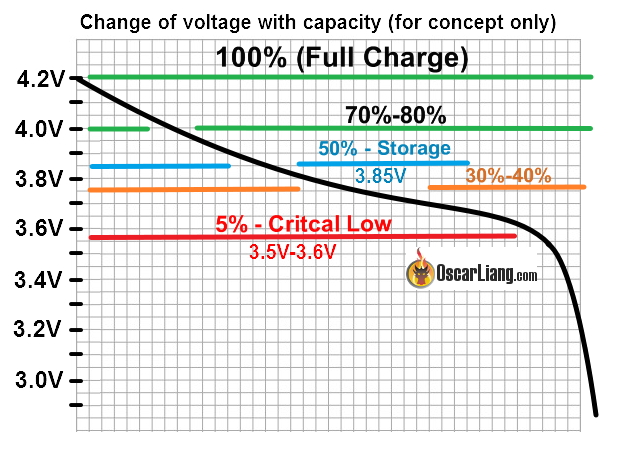 Change of voltage with capacity (for concept only)
100% (Full Charge)
4.2V
70%-80%
4.0V
50% - Storage
3.85V
30%-40%
3.8V
5% - Critcal Low
3.6V
3.5V-3.6V
OscarLiang.com
3.4V
3.2V
3.0V